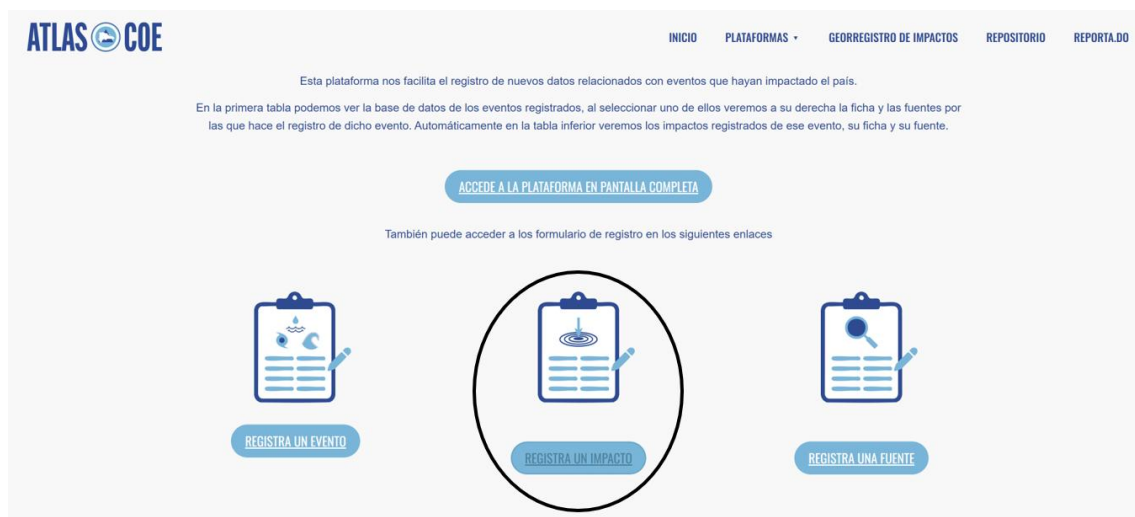 ATLAS COE
INICIO PLATAFORMAS GEORREGISTRO DE IMPACTOS REPOSITORIO REPORTA.DO
Esta plataforma nos facilita el registro de nuevos datos relacionados con eventos que hayan impactado el país.
En la primera tabla podemos ver la base de datos de los eventos registrados, al seleccionar uno de ellos veremos a su derecha la ficha y las fuentes por
las que hace el registro de dicho evento. Automáticamente en la tabla inferior veremos los impactos registrados de ese evento, su ficha y su fuente.
ACCEDE A LA PLATAFORMA EN PANTALLA COMPLETA
También puede acceder a los formulario de registro en los siguientes enlaces
REGISTRA UN EVENTO
REGISTRA UN IMPACTO
REGISTRA UNA FUENTE